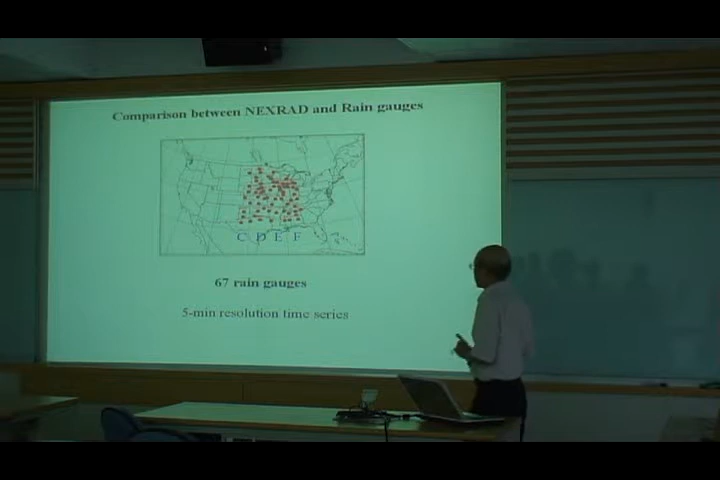 Comparison between NEXRAD and Rain gauges
C D E F
67 rain gauges
5-min resolution time series